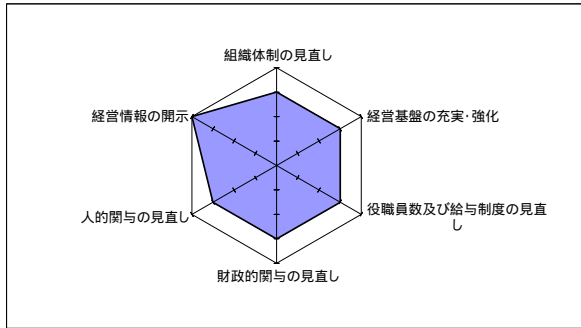 組織体制の見直し
経営情報の開示
経営基盤の充実・強化
人的関与の見直し
役職員数及び給与制度の見直
し
財政的関与の見直し